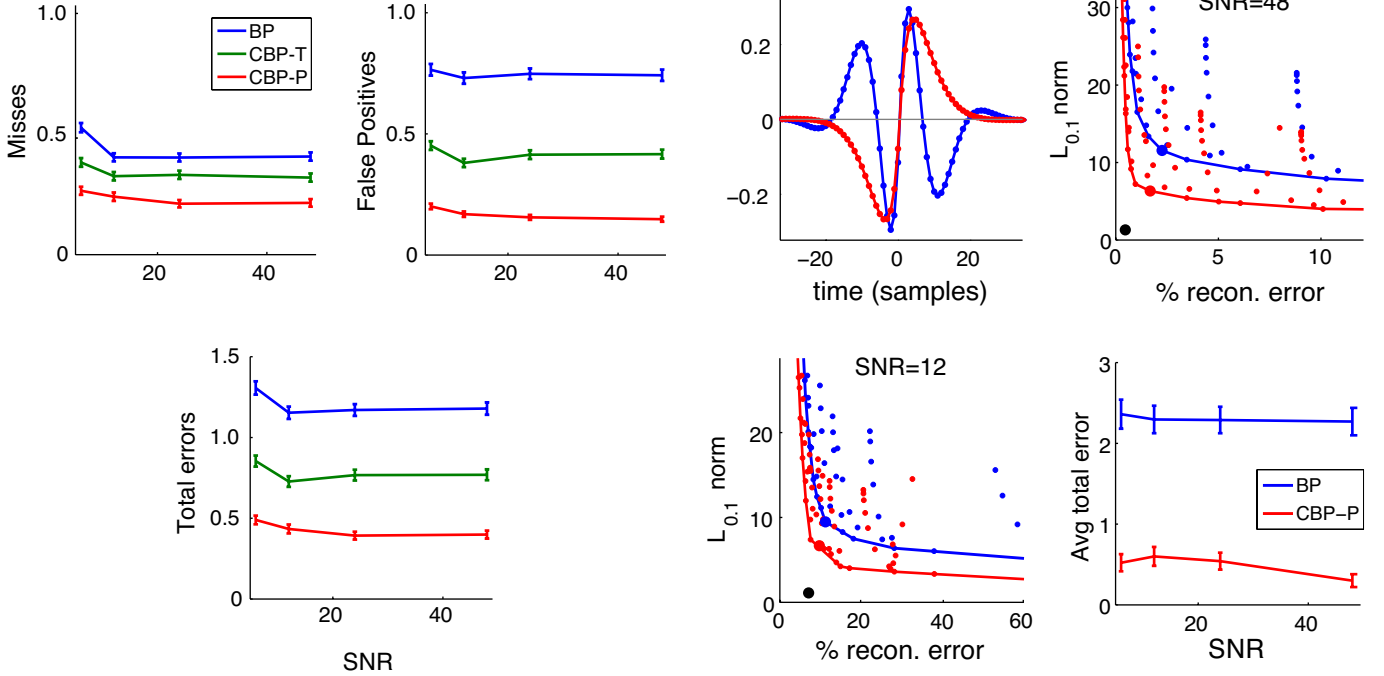 1.0
0.5
0
Misses
BP
CBP-T
CBP-P
20
40
1.0
0.5
0
False Positives
20
40
0.2
0
−0.2
−20
0
20
time (samples)
SNR=48
30
20
10
0
L0.1 norm
0
5
10
% recon. error
1.5
1.0
0.5
0
Total errors
20
40
SNR
SNR=12
20
10
0
L0.1 norm
0
20
40
60
% recon. error
3
2
1
0
Avg total error
BP
CBP−P
20
40
SNR